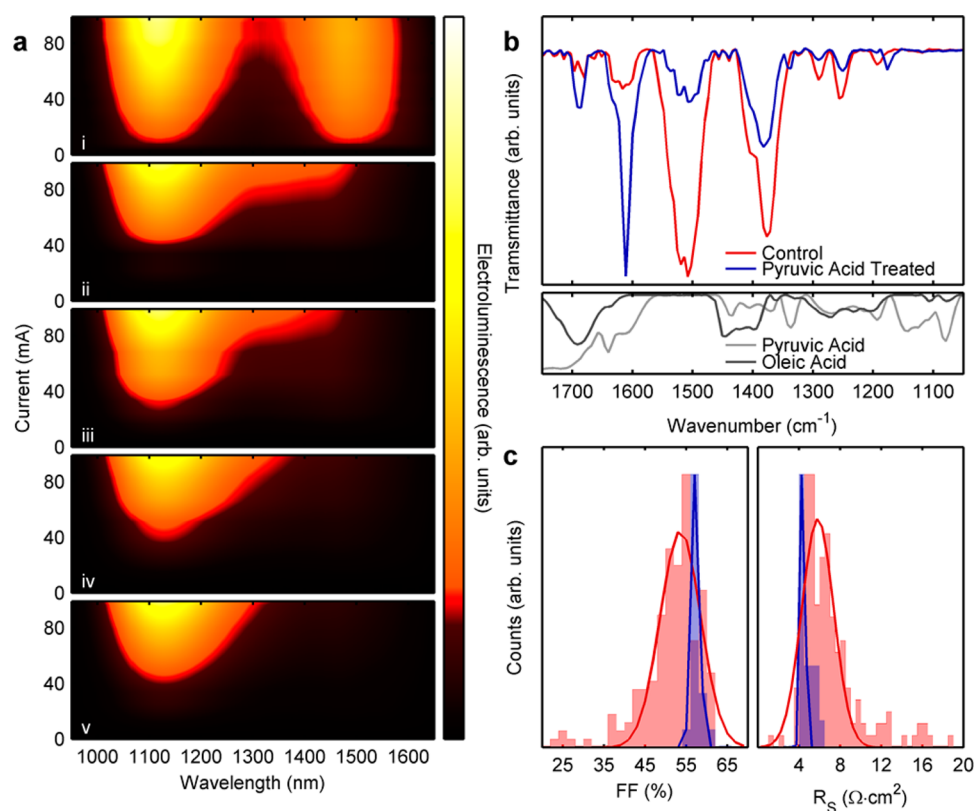 a
80
40
0
i
80
40
0
ii
80
40
0
iii
80
40
0
iv
80
40
0
v
Current (mA)
1000 1100 1200 1300 1400 1500 1600
Wavelength (nm)
Electroluminescence (arb. units)
b
Transmittance (arb. units)
Control
Pyruvic Acid Treated
Pyruvic Acid
Oleic Acid
1700 1600 1500 1400 1300 1200 1100
Wavenumber (cm⁻¹)
c
Counts (arb. units)
25 35 45 55 65
FF (%)
4 8 12 16 20
R_S (Ω·cm²)